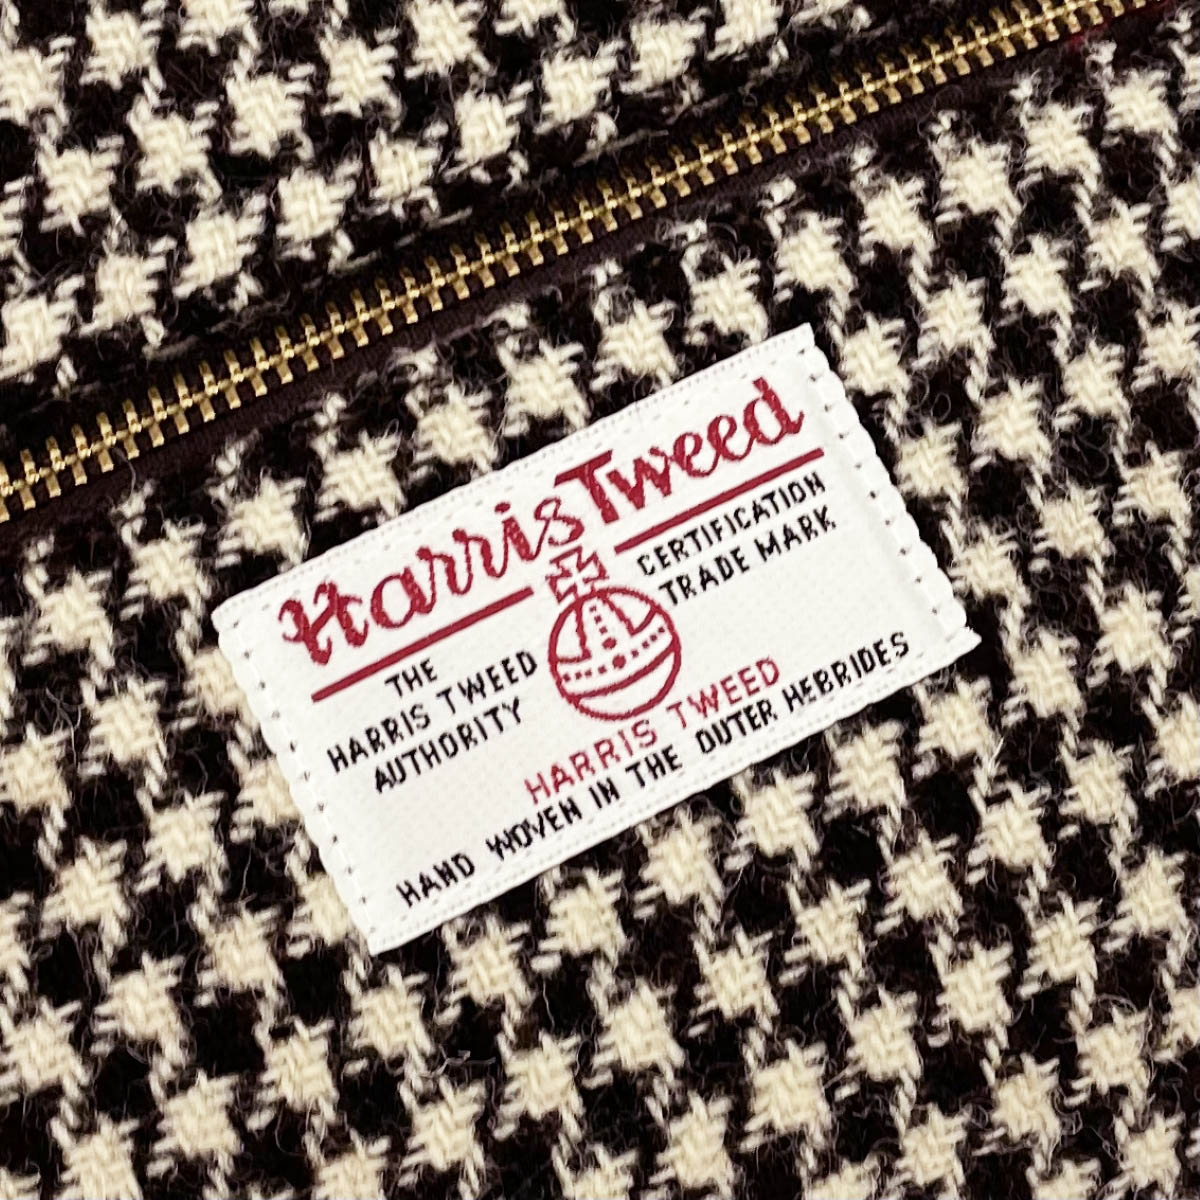 Harris Tweed
THE
HARRIS TWEED
AUTHORITY
CERTIFICATION
TRADE MARK
HARRIS TWEED
HAND WOVEN IN THE OUTER HEBRIDES